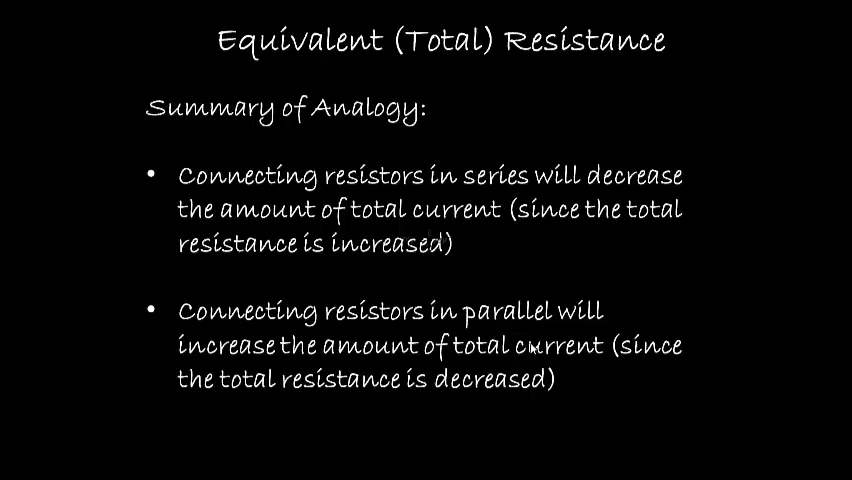 Equivalent (Total) Resistance
Summary of Analogy:
• Connecting resistors in series will decrease
the amount of total current (since the total
resistance is increased)
• Connecting resistors in parallel will
increase the amount of total current (since
the total resistance is decreased)